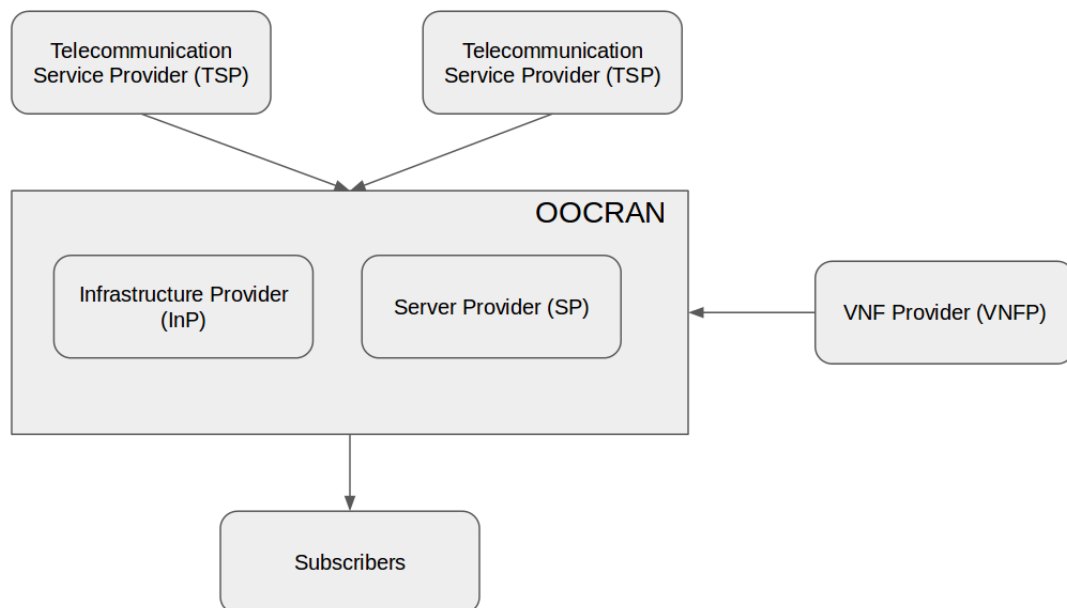 Telecommunication
Service Provider (TSP)
Telecommunication
Service Provider (TSP)
OOCRAN
Infrastructure Provider
(InP)
Server Provider (SP)
VNF Provider (VNFP)
Subscribers